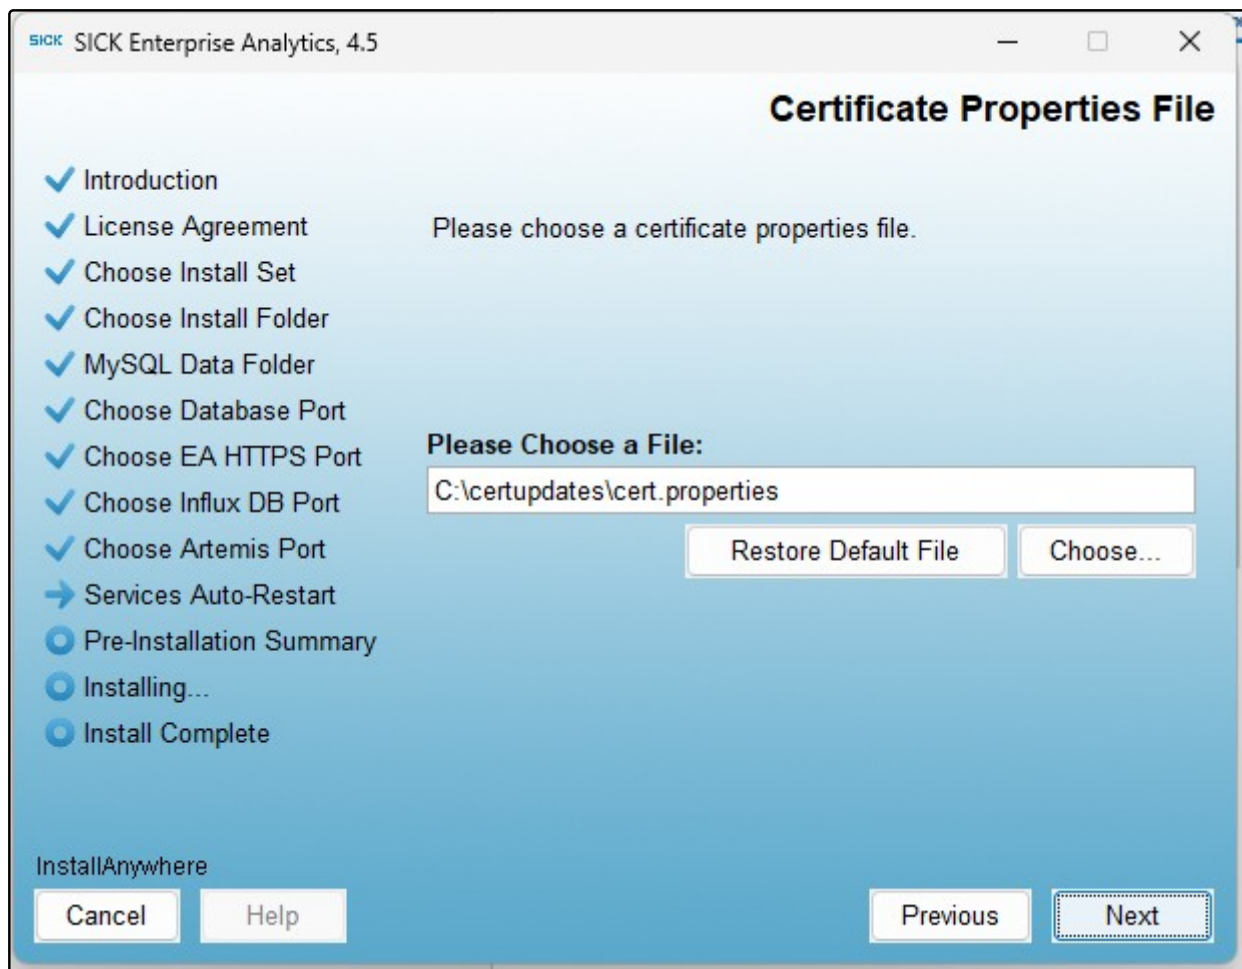 SICK SICK Enterprise Analytics, 4.5
Certificate Properties File
Introduction
License Agreement
Choose Install Set
Choose Install Folder
MySQL Data Folder
Choose Database Port
Choose EA HTTPS Port
Choose Influx DB Port
Choose Artemis Port
Services Auto-Restart
Pre-Installation Summary
Installing...
Install Complete
Please choose a certificate properties file.
Please Choose a File:
C:\certupdates\cert.properties
Restore Default File Choose...
InstallAnywhere
Cancel Help Previous Next